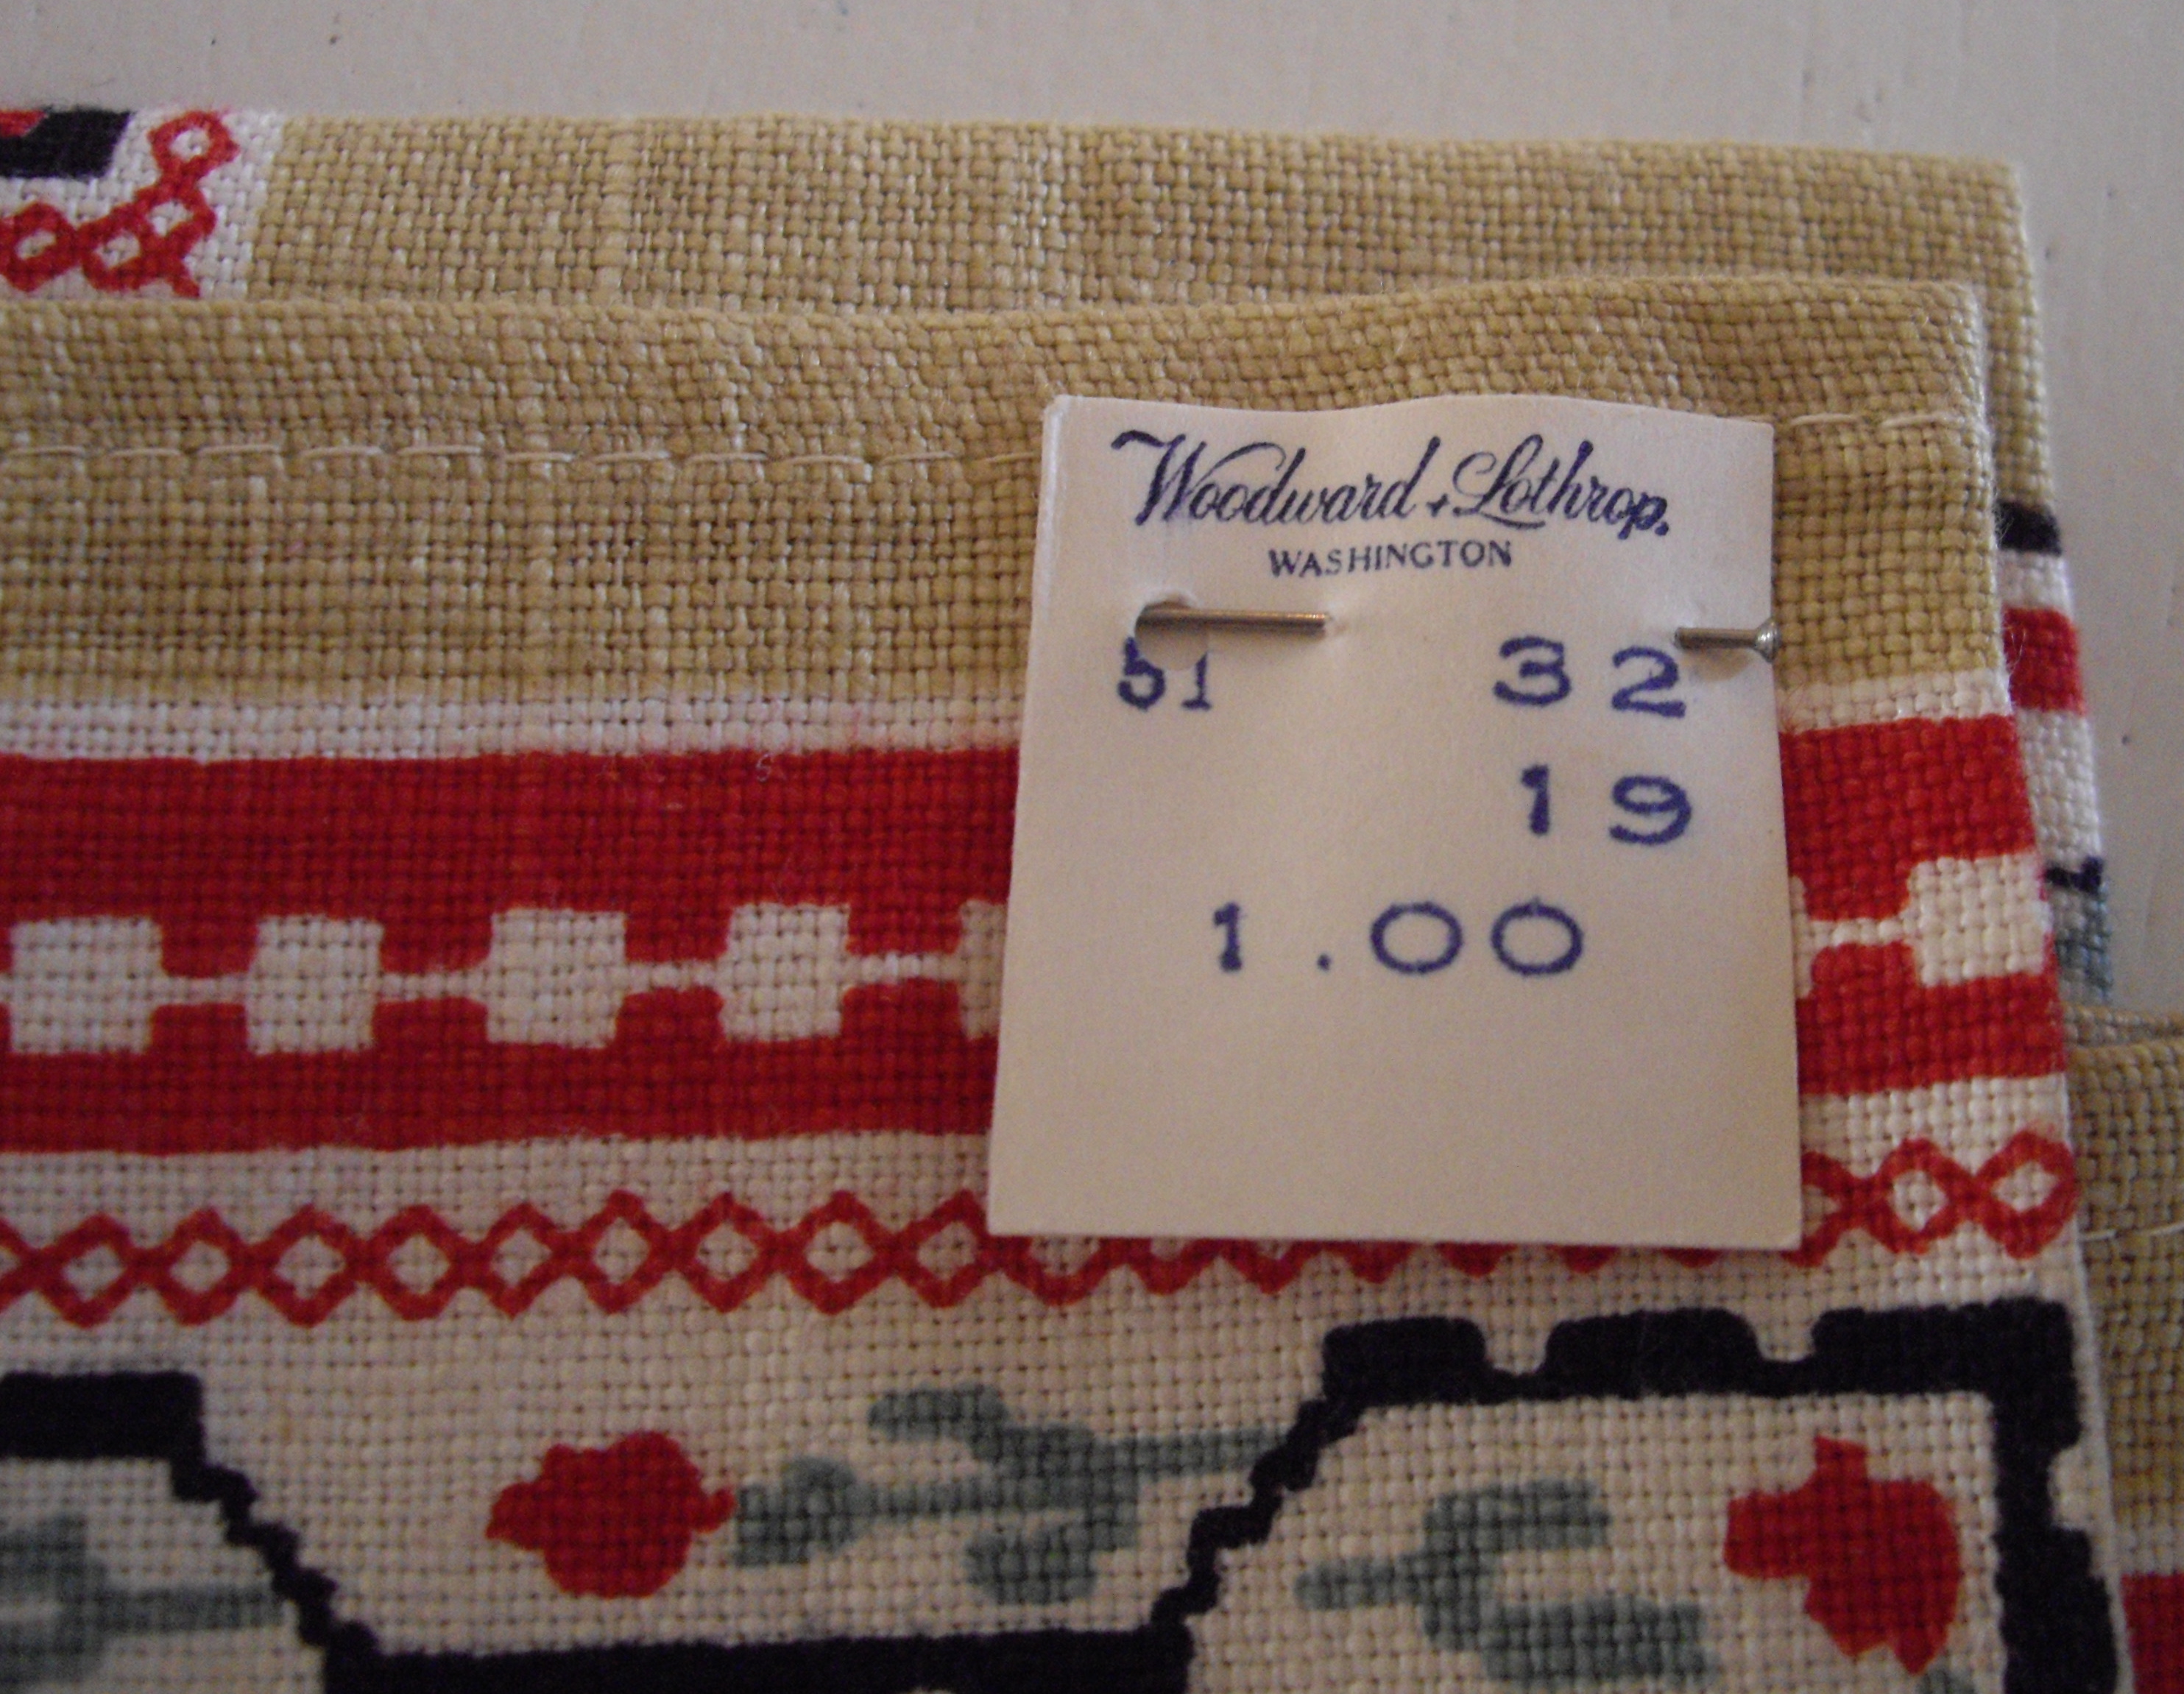 Woodward + Lothrop.
WASHINGTON
51 32
19
1.00